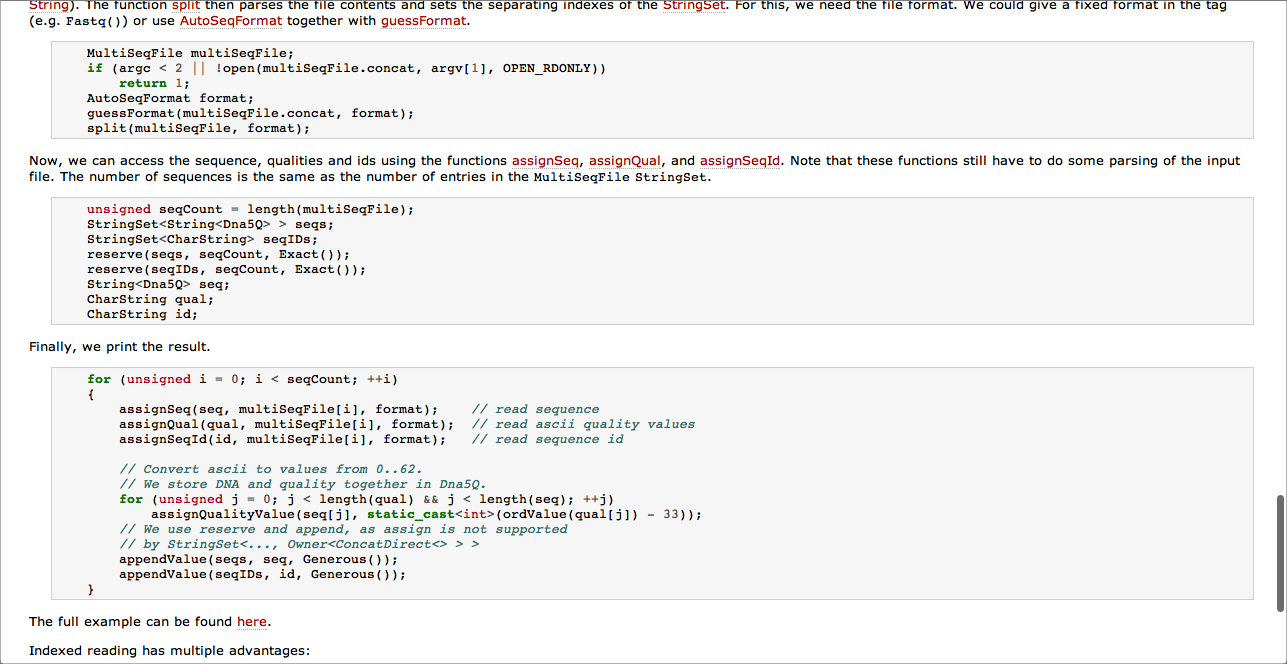 String). The function split then parses the file contents and sets the separating indexes of the StringSet. For this, we need the file format. We could give a fixed format in the tag
(e.g. Fastq()) or use AutoSeqFormat together with guessFormat.
MultiSeqFile multiSeqFile;
if (argc < 2 || !open(multiSeqFile.concat, argv[1], OPEN_RDONLY))
    return 1;
AutoSeqFormat format;
guessFormat(multiSeqFile.concat, format);
split(multiSeqFile, format);
Now, we can access the sequence, qualities and ids using the functions assignSeq, assignQual, and assignSeqId. Note that these functions still have to do some parsing of the input
file. The number of sequences is the same as the number of entries in the MultiSeqFile StringSet.
unsigned seqCount = length(multiSeqFile);
StringSet<String<Dna5Q> > seqs;
StringSet<CharString> seqIDs;
reserve(seqs, seqCount, Exact());
reserve(seqIDs, seqCount, Exact());
String<Dna5Q> seq;
CharString qual;
CharString id;
Finally, we print the result.
for (unsigned i = 0; i < seqCount; ++i)
{
    assignSeq(seq, multiSeqFile[i], format);    // read sequence
    assignQual(qual, multiSeqFile[i], format);  // read ascii quality values
    assignSeqId(id, multiSeqFile[i], format);   // read sequence id
    // Convert ascii to values from 0..62.
    // We store DNA and quality together in Dna5Q.
    for (unsigned j = 0; j < length(qual) && j < length(seq); ++j)
        assignQualityValue(seq[j], static_cast<int>(ordValue(qual[j]) - 33));
    // We use reserve and append, as assign is not supported
    // by StringSet<..., Owner<ConcatDirect<> > >
    appendValue(seqs, seq, Generous());
    appendValue(seqIDs, id, Generous());
}
The full example can be found here.
Indexed reading has multiple advantages: